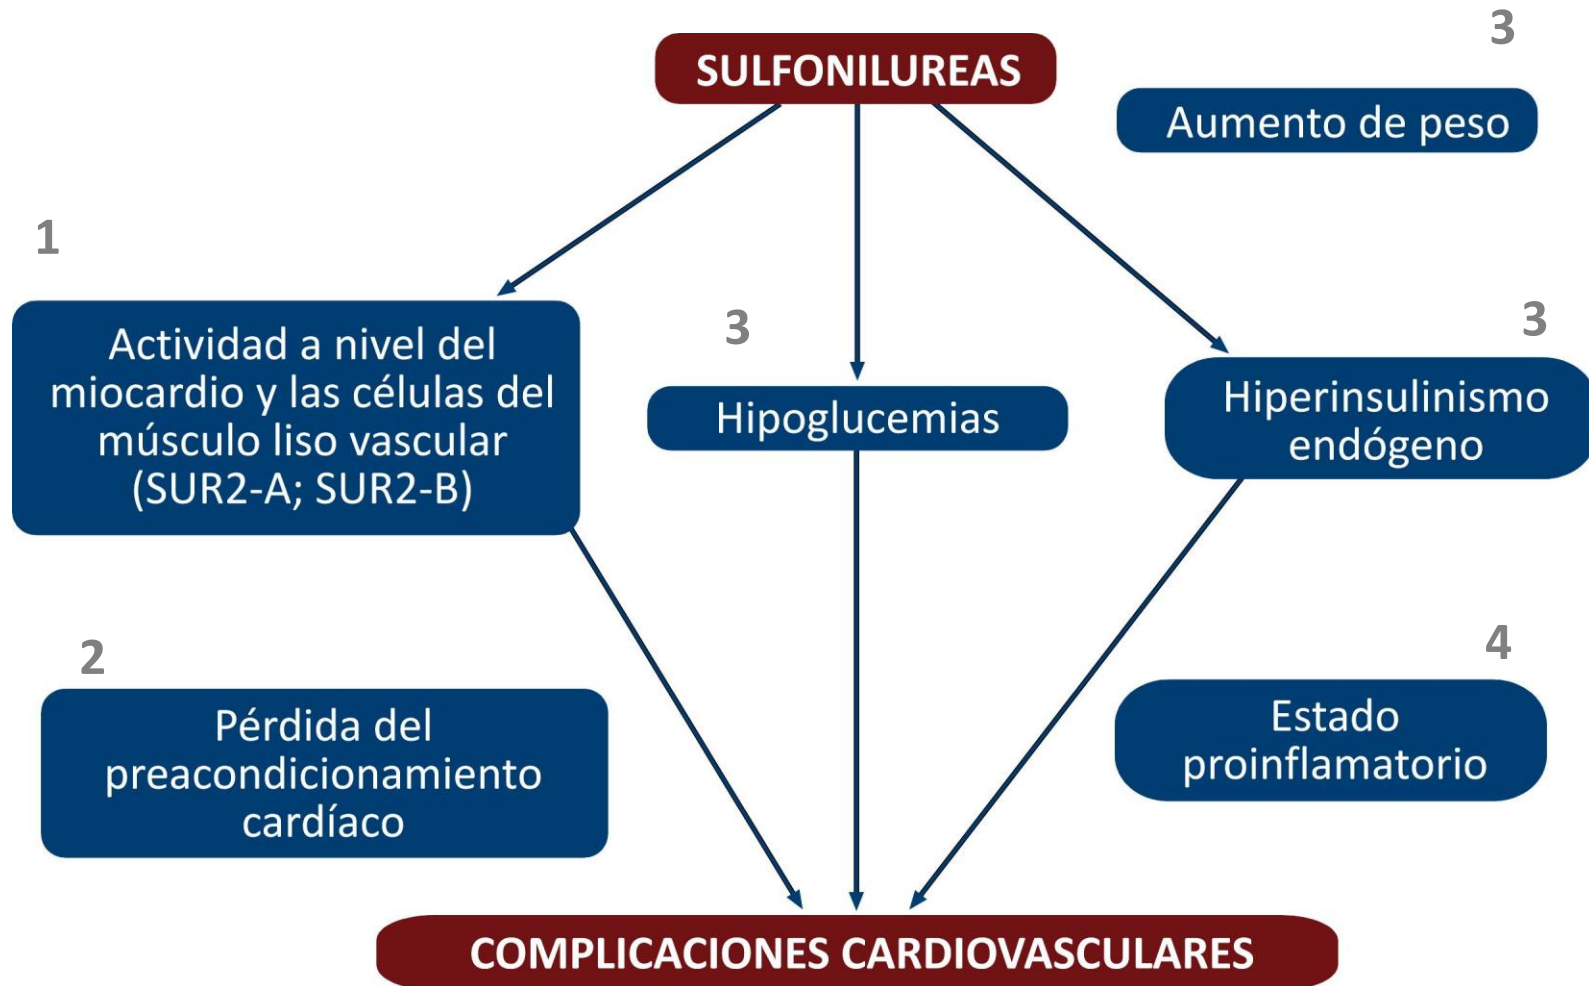 3
SULFONILUREAS
Aumento de peso
1
Actividad a nivel del
miocardio y las células del
músculo liso vascular
(SUR2-A; SUR2-B)
3
Hipoglucemias
3
Hiperinsulinismo
endógeno
2
Pérdida del
preacondicionamiento
cardíaco
4
Estado
proinflamatorio
COMPLICACIONES CARDIOVASCULARES